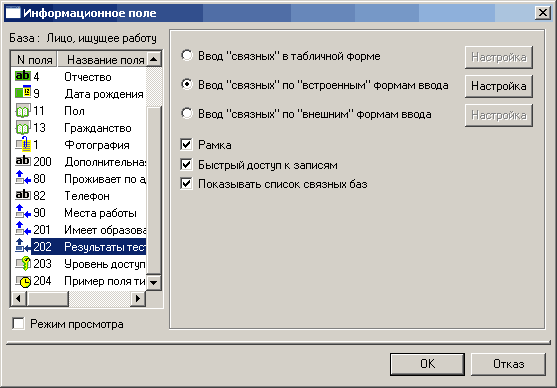 Информационное поле
База : Лицо, ищущее работу
N поля Название поля
ab 4 Отчество
9 Дата рождения
11 Пол
13 Гражданство
1 Фотография
ab 200 Дополнительна
80 Проживает по а
ab 82 Телефон
90 Места работы
201 Имеет образова
202 Результаты тест
203 Уровень доступ
204 Пример поля ти
Режим просмотра
Ввод "связных" в табличной форме Настройка
Ввод "связных" по "встроенным" формам ввода Настройка
Ввод "связных" по "внешним" формам ввода Настройка
Рамка
Быстрый доступ к записям
Показывать список связных баз
OK Отказ